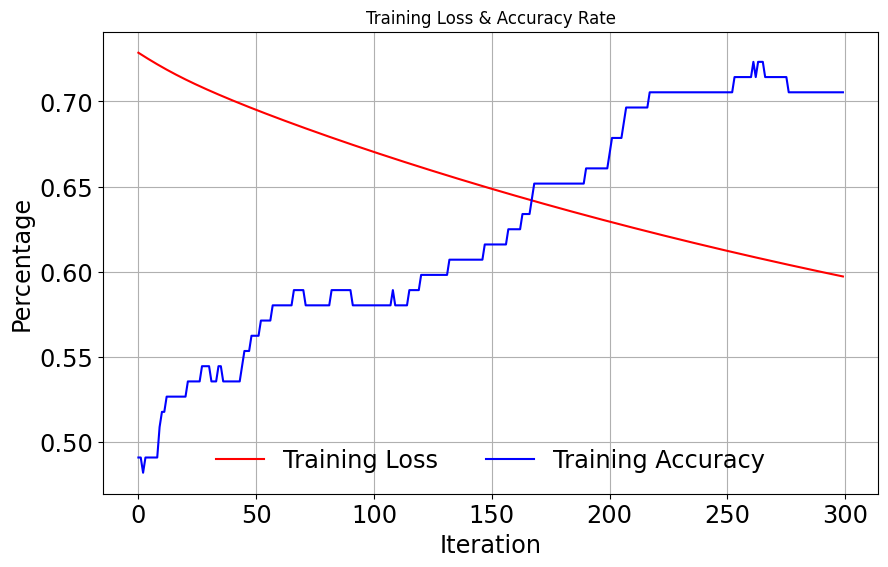 Training Loss & Accuracy Rate
0.70
0.65
0.60
0.55
0.50
Percentage
Training Loss
Training Accuracy
0 50 100 150 200 250 300
Iteration